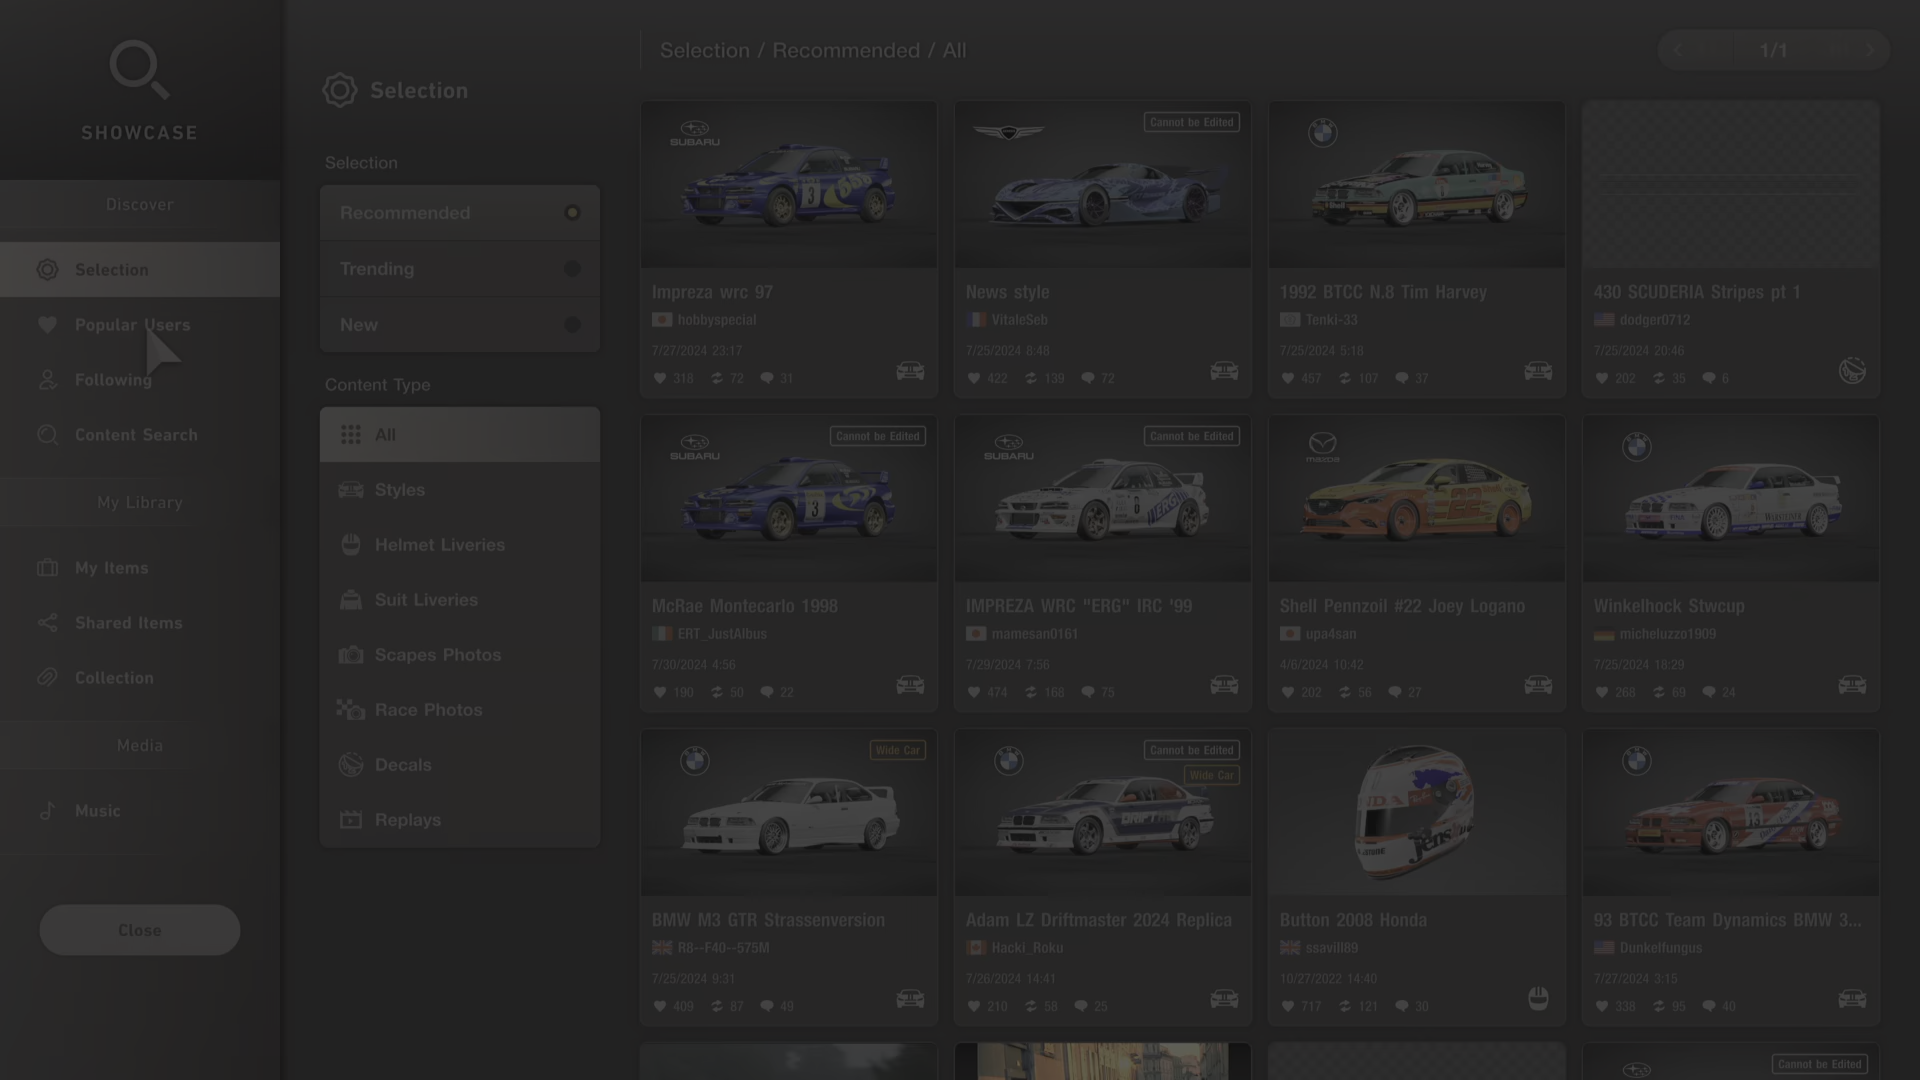 SHOWCASE
Discover
Selection
Popular Users
Following
Content Search
My Library
My Items
Shared Items
Collection
Media
Music
Close
Selection
Selection
Recommended
Trending
New
Content Type
All
Styles
Helmet Liveries
Suit Liveries
Scapes Photos
Race Photos
Decals
Replays
Selection / Recommended / All
1/1
SUBARU
3
Impreza wrc 97
hobbyspecial
7/27/2024 23:17
318 72 31
Cannot be Edited
News style
VitaleSeb
7/25/2024 8:46
422 139 72
Shell
1992 BTCC N.8 Tim Harvey
Tenki-33
7/25/2024 5:18
457 107 37
430 SCUDERIA Stripes pt 1
dodger0712
7/25/2024 20:46
202 35 6
SUBARU
Cannot be Edited
3
McRae Montecarlo 1998
ERT_JustAlbus
7/30/2024 4:56
190 50 22
SUBARU
Cannot be Edited
ERG
IMPREZA WRC "ERG" IRC '99
mamesan0161
7/29/2024 7:56
474 168 75
mazda
22
Shell Pennzoil #22 Joey Logano
upa4san
4/6/2024 10:42
202 56 27
Winkelhock Stwcup
micheluzzo1909
7/25/2024 18:29
268 69 24
Wide Car
BMW M3 GTR Strassenversion
R8--F40--575M
7/25/2024 9:31
409 87 49
Cannot be Edited
Wide Car
Adam LZ Driftmaster 2024 Replica
Hacki_Roku
7/26/2024 14:41
210 58 25
Jenson
Button 2008 Honda
ssavill89
10/27/2022 14:40
717 121 30
93 BTCC Team Dynamics BMW 3...
Dunkelfungus
7/27/2024 3:15
338 95 40
Cannot be Edited